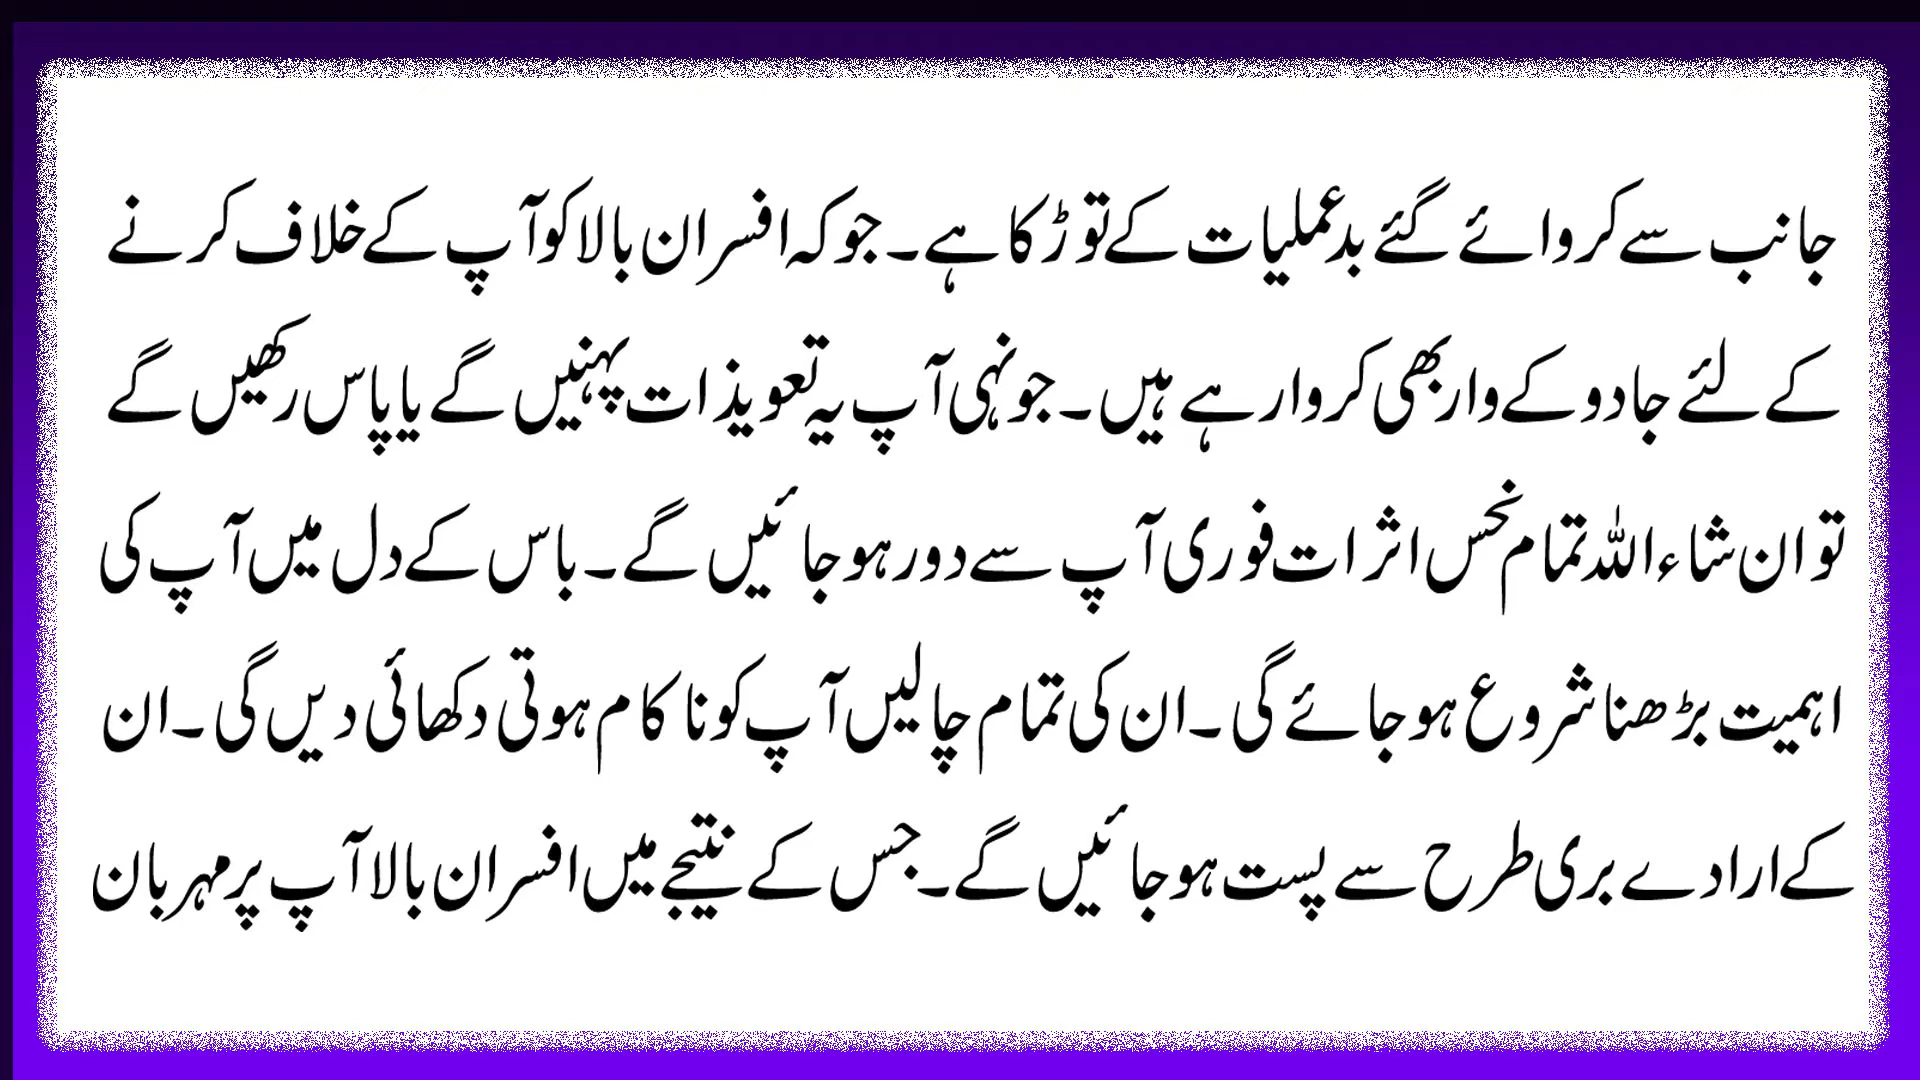 جانب سے کروائے گئے بد عملیات کے توڑ کا ہے۔ جو کہ افسران بالا کو آپ کے خلاف کرنے
کے لئے جادو کے وار بھی کروا رہے ہیں۔ جونہی آپ یہ تعویذات پہنیں گے یا پاس رکھیں گے
تو ان شاء اللہ تمام نحس اثرات فوری آپ سے دور ہو جائیں گے۔ باس کے دل میں آپ کی
اہمیت بڑھنا شروع ہو جائے گی۔ ان کی تمام چالیں آپ کو ناکام ہوتی دکھائی دیں گی۔ ان
کے ارادے بری طرح سے پست ہو جائیں گے۔ جس کے نتیجے میں افسران بالا آپ پر مہربان